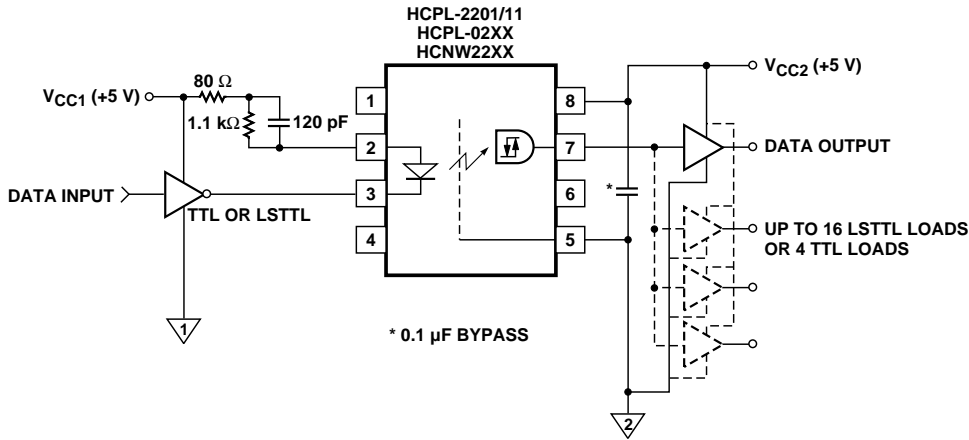 HCPL-2201/11
HCPL-02XX
HCNW22XX
80 Ω
VCC1 (+5 V)
1.1 kΩ
120 pF
1
2
3
4
8
7
6
5
VCC2 (+5 V)
DATA OUTPUT
DATA INPUT
TTL OR LSTTL
*
UP TO 16 LSTTL LOADS
OR 4 TTL LOADS
1
* 0.1 µF BYPASS
2